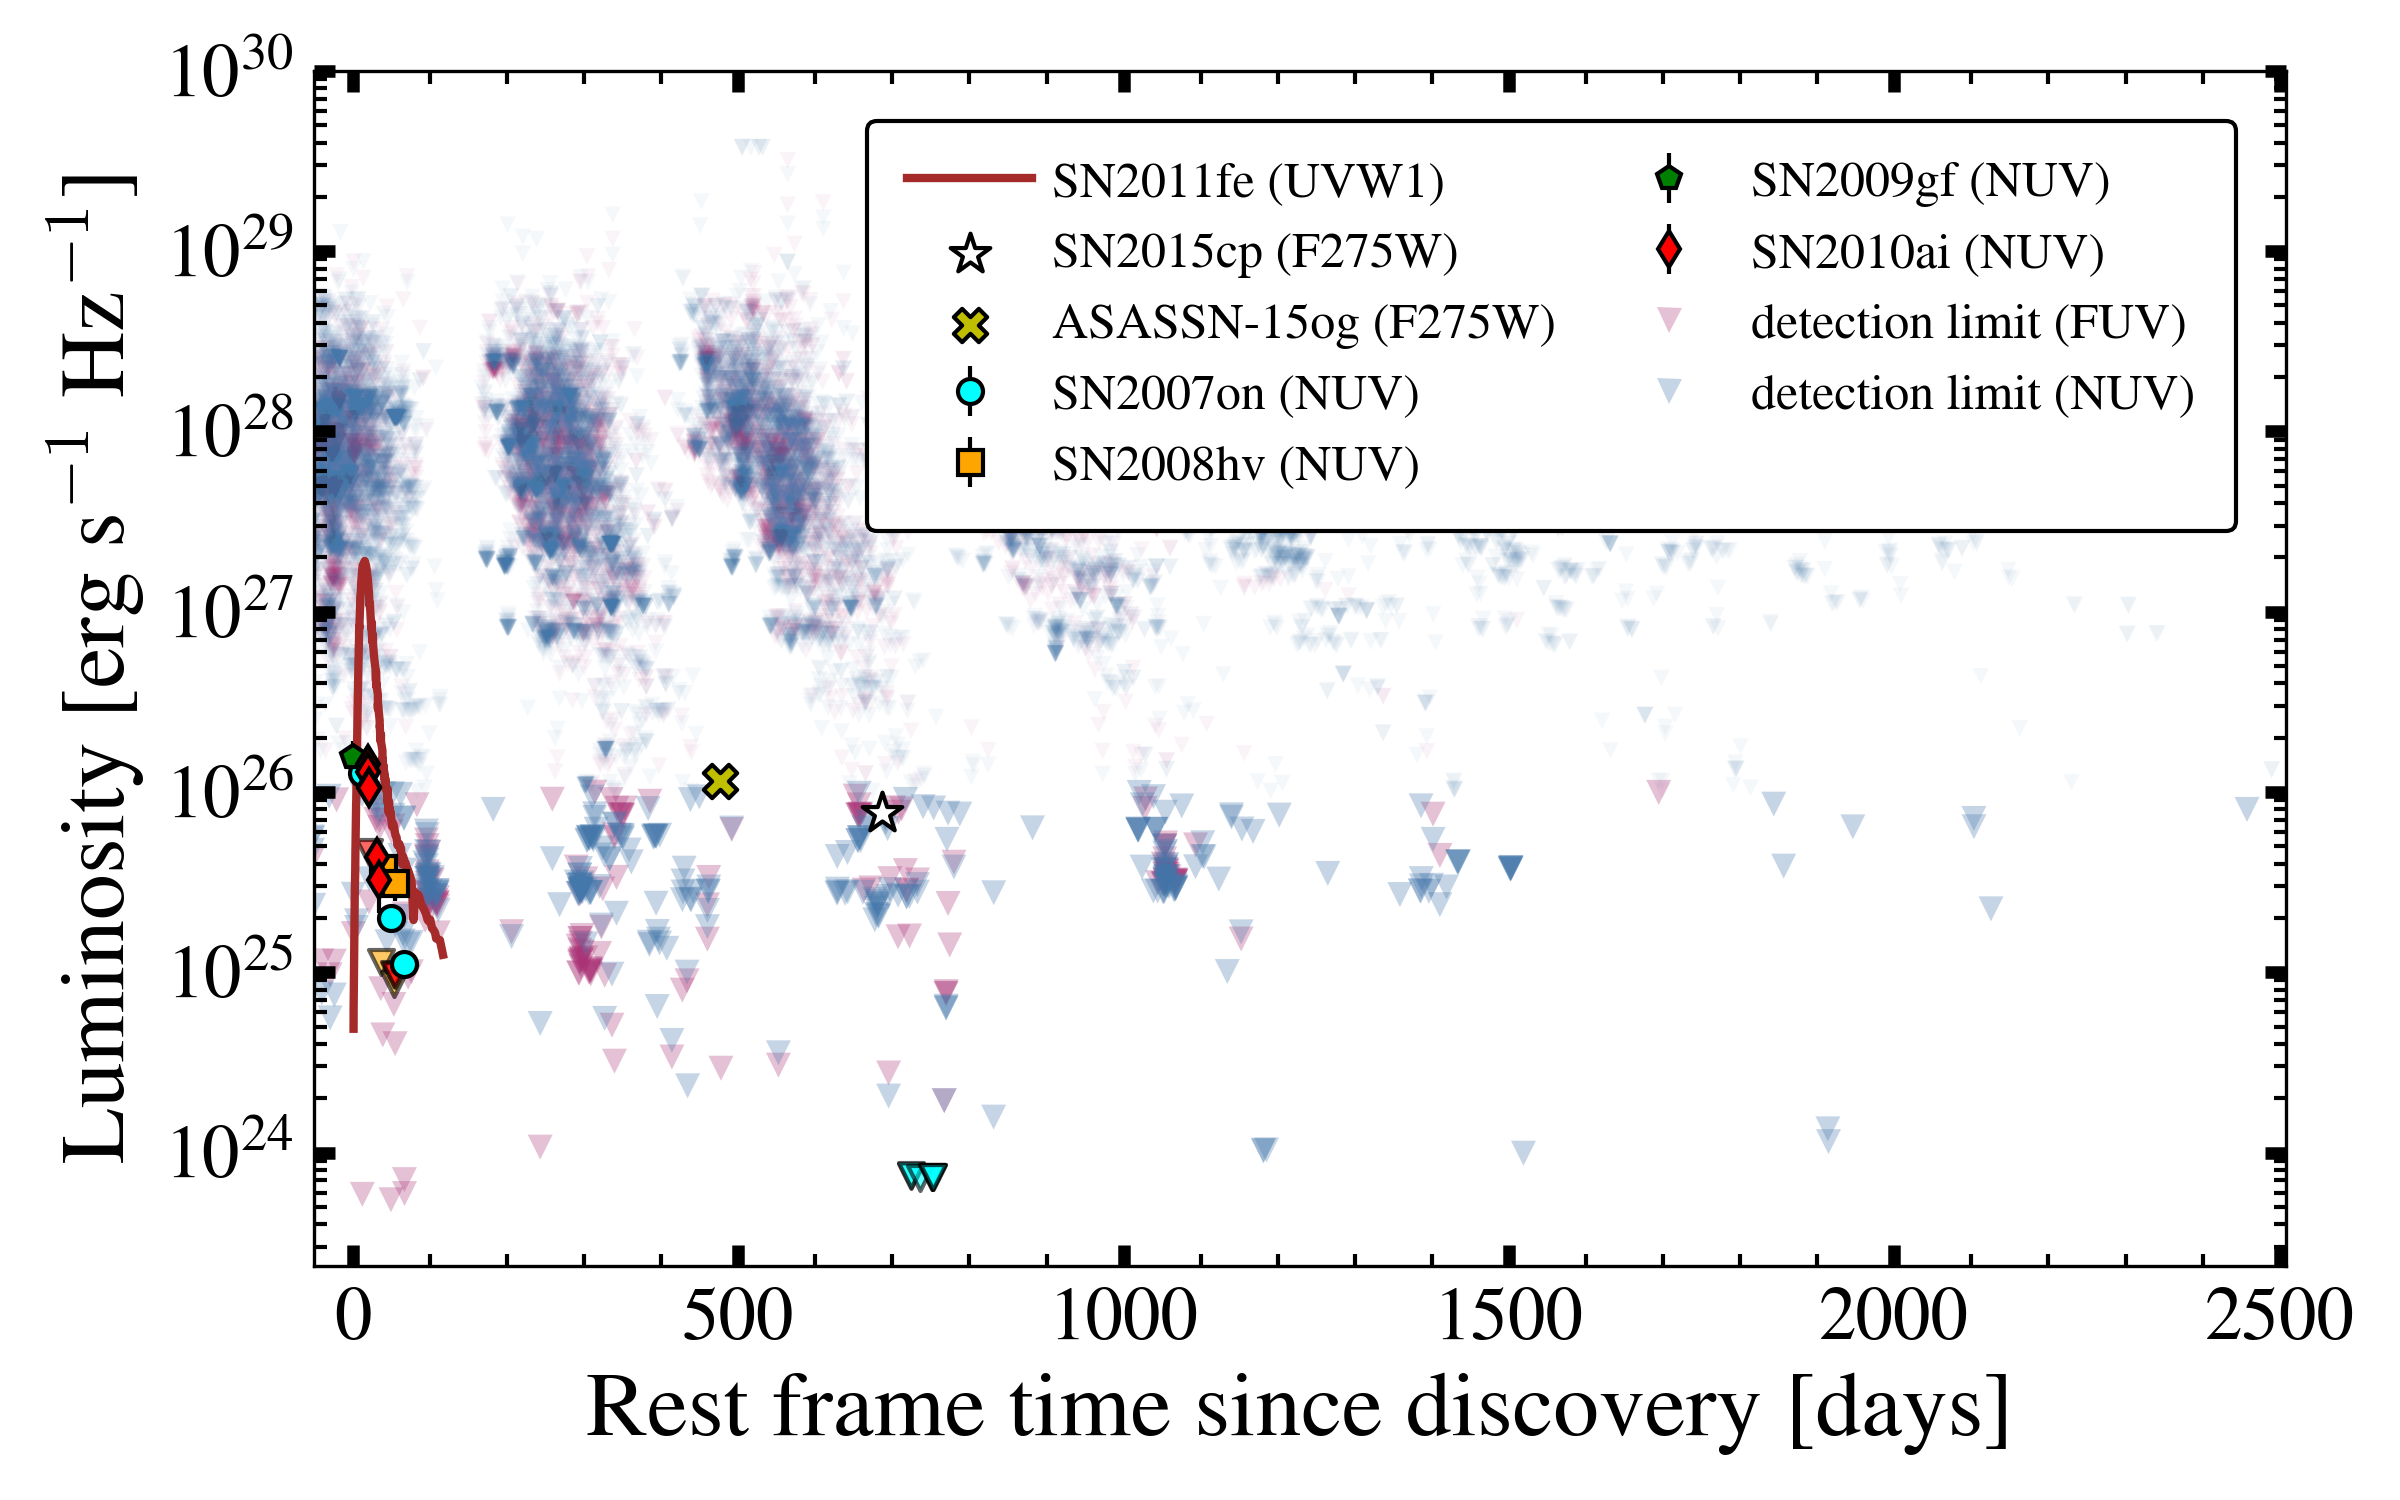 10^30
10^29
10^28
10^27
10^26
10^25
10^24
Luminosity [erg s^−1 Hz^−1]
SN2011fe (UVW1)
SN2015cp (F275W)
ASASSN-15og (F275W)
SN2007on (NUV)
SN2008hv (NUV)
SN2009gf (NUV)
SN2010ai (NUV)
detection limit (FUV)
detection limit (NUV)
0 500 1000 1500 2000 2500
Rest frame time since discovery [days]